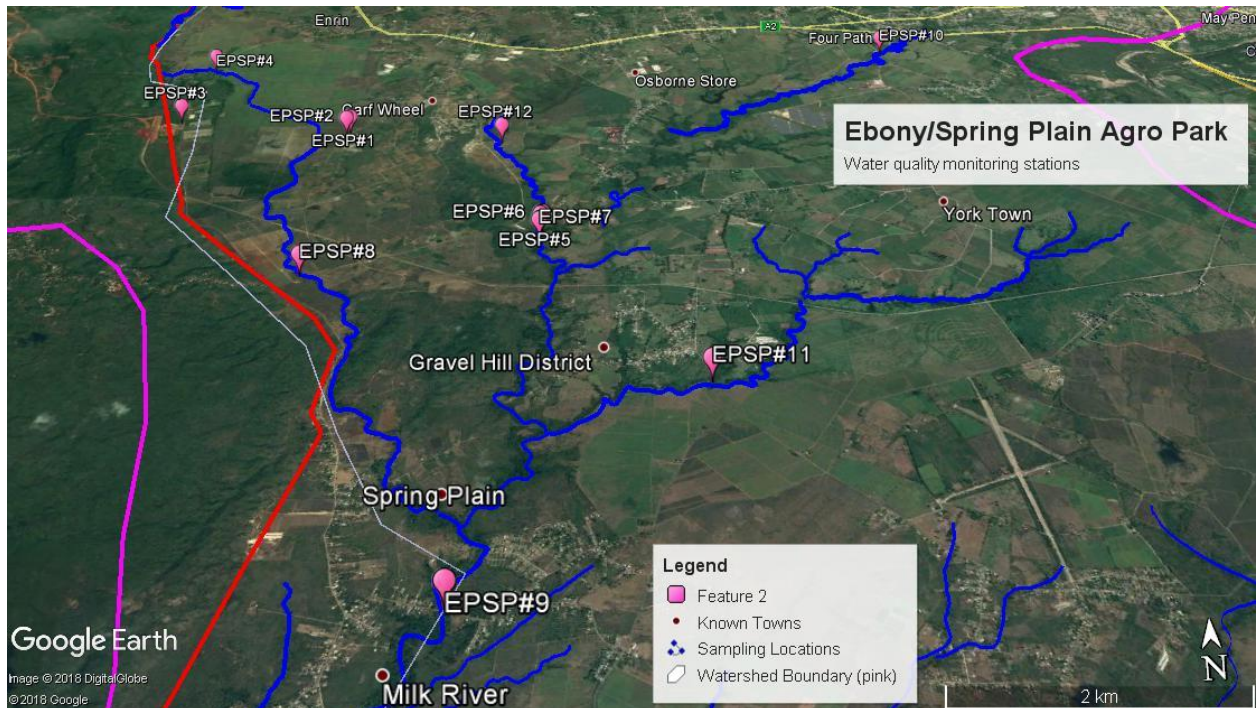 Enrin
A2
Four Path
EPSP#10
May Pen
EPSP#4
Osborne Store
EPSP#3
EPSP#2
Garf Wheel
EPSP#12
EPSP#1
Ebony/Spring Plain Agro Park
Water quality monitoring stations
EPSP#6
EPSP#7
York Town
EPSP#5
EPSP#8
Gravel Hill District
EPSP#11
Spring Plain
EPSP#9
Legend
Feature 2
Known Towns
Sampling Locations
Watershed Boundary (pink)
Google Earth
Image © 2018 DigitalGlobe
© 2018 Google
Milk River
N
2 km